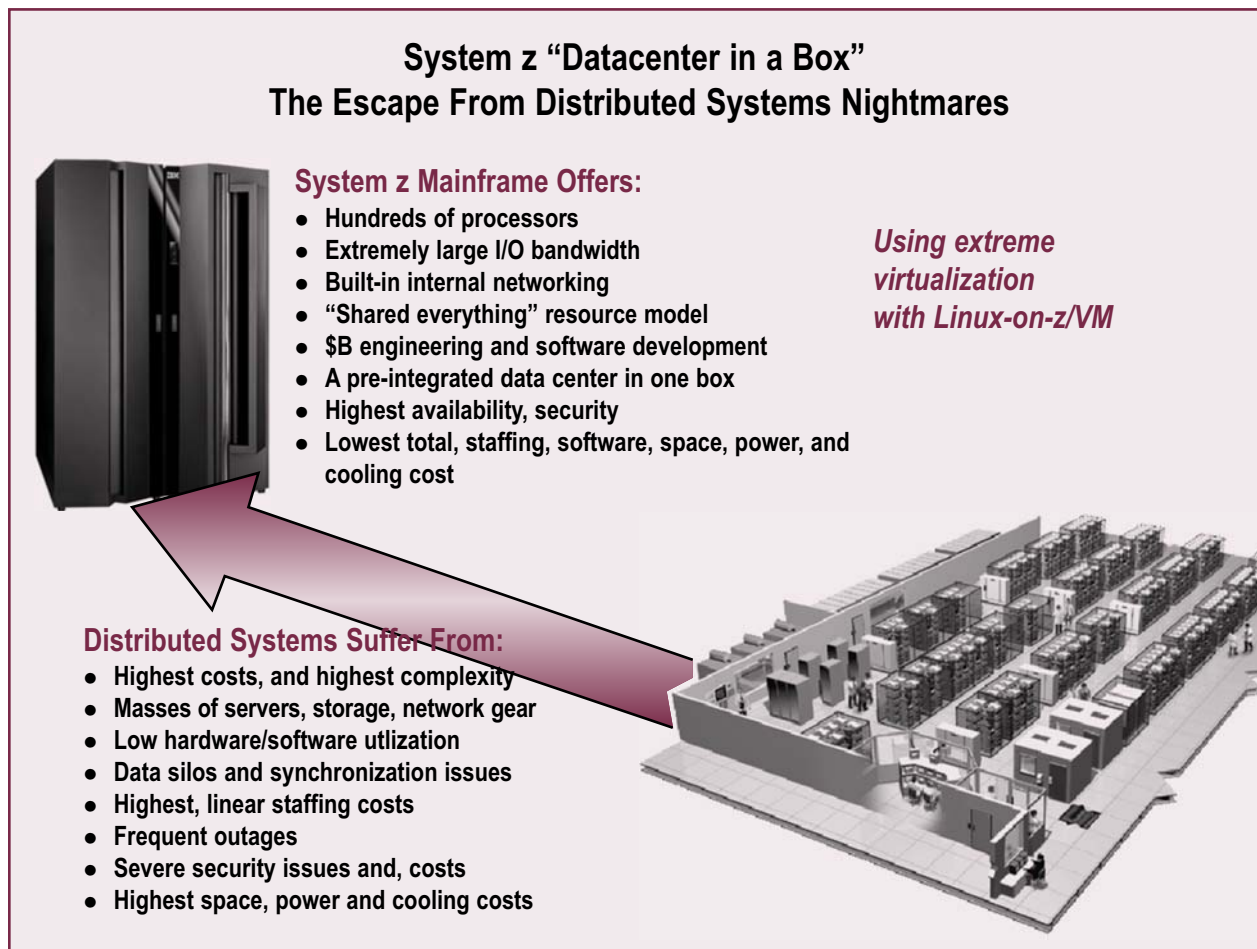 System z “Datacenter in a Box”
The Escape From Distributed Systems Nightmares
System z Mainframe Offers:
● Hundreds of processors
● Extremely large I/O bandwidth
● Built-in internal networking
● “Shared everything” resource model
● $B engineering and software development
● A pre-integrated data center in one box
● Highest availability, security
● Lowest total, staffing, software, space, power, and
cooling cost
Using extreme
virtualization
with Linux-on-z/VM
Distributed Systems Suffer From:
● Highest costs, and highest complexity
● Masses of servers, storage, network gear
● Low hardware/software utlization
● Data silos and synchronization issues
● Highest, linear staffing costs
● Frequent outages
● Severe security issues and, costs
● Highest space, power and cooling costs